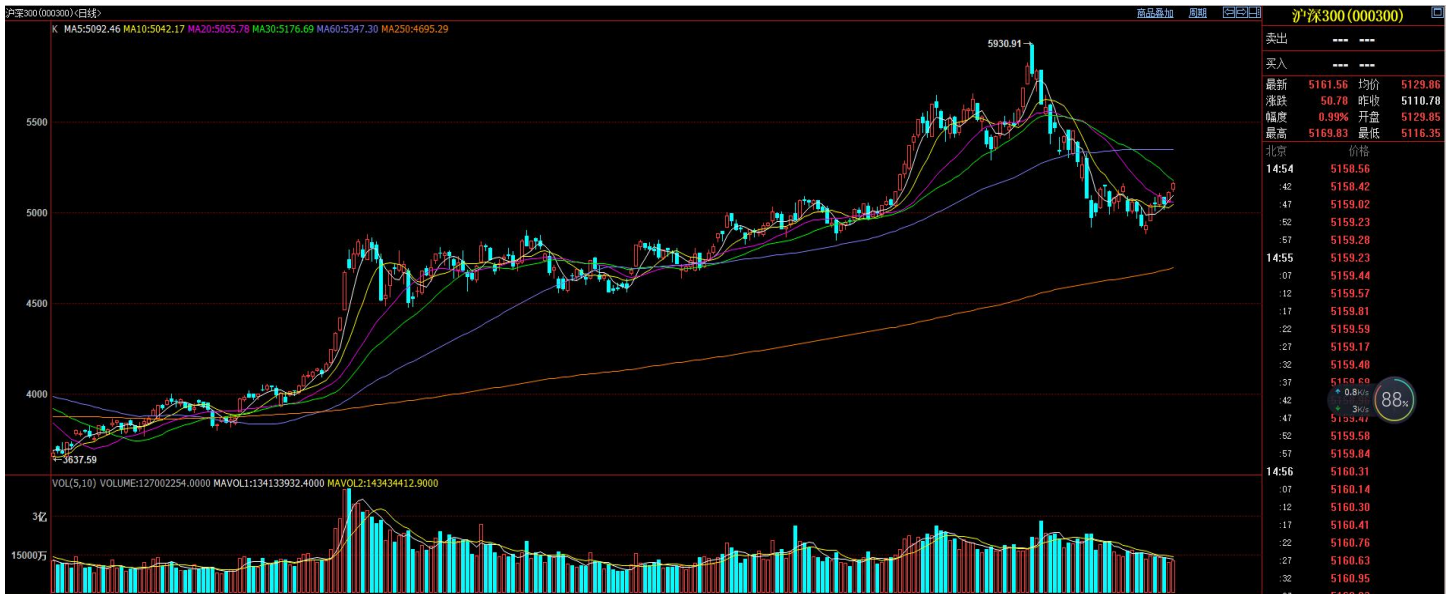 沪深300(000300)<日线>
商品叠加 周期
K MA5:5092.46 MA10:5042.17 MA20:5055.78 MA30:5176.69 MA60:5347.30 MA250:4695.29
5930.91
5500
5000
4500
4000
3637.59
VOL(5,10) VOLUME:127002254.0000 MAVOL1:134133932.4000 MAVOL2:143434412.9000
3亿
15000万
沪深300(000300)
卖出 --- ---
买入 --- ---
最新 5161.56 均价 5129.86
涨跌 50.78 昨收 5110.78
幅度 0.99% 开盘 5129.85
最高 5169.83 最低 5116.35
北京 价格
14:54 5158.56
:42 5158.42
:47 5159.02
:52 5159.23
:57 5159.28
14:55 5159.23
:07 5159.44
:12 5159.57
:17 5159.81
:22 5159.59
:27 5159.17
:32 5159.48
:37 5159.69
0.8K/s
88%
:42
3K/s
:47 5159.47
:52 5159.58
:57 5159.84
14:56 5160.31
:07 5160.14
:12 5160.30
:17 5160.41
:22 5160.76
:27 5160.63
:32 5160.95